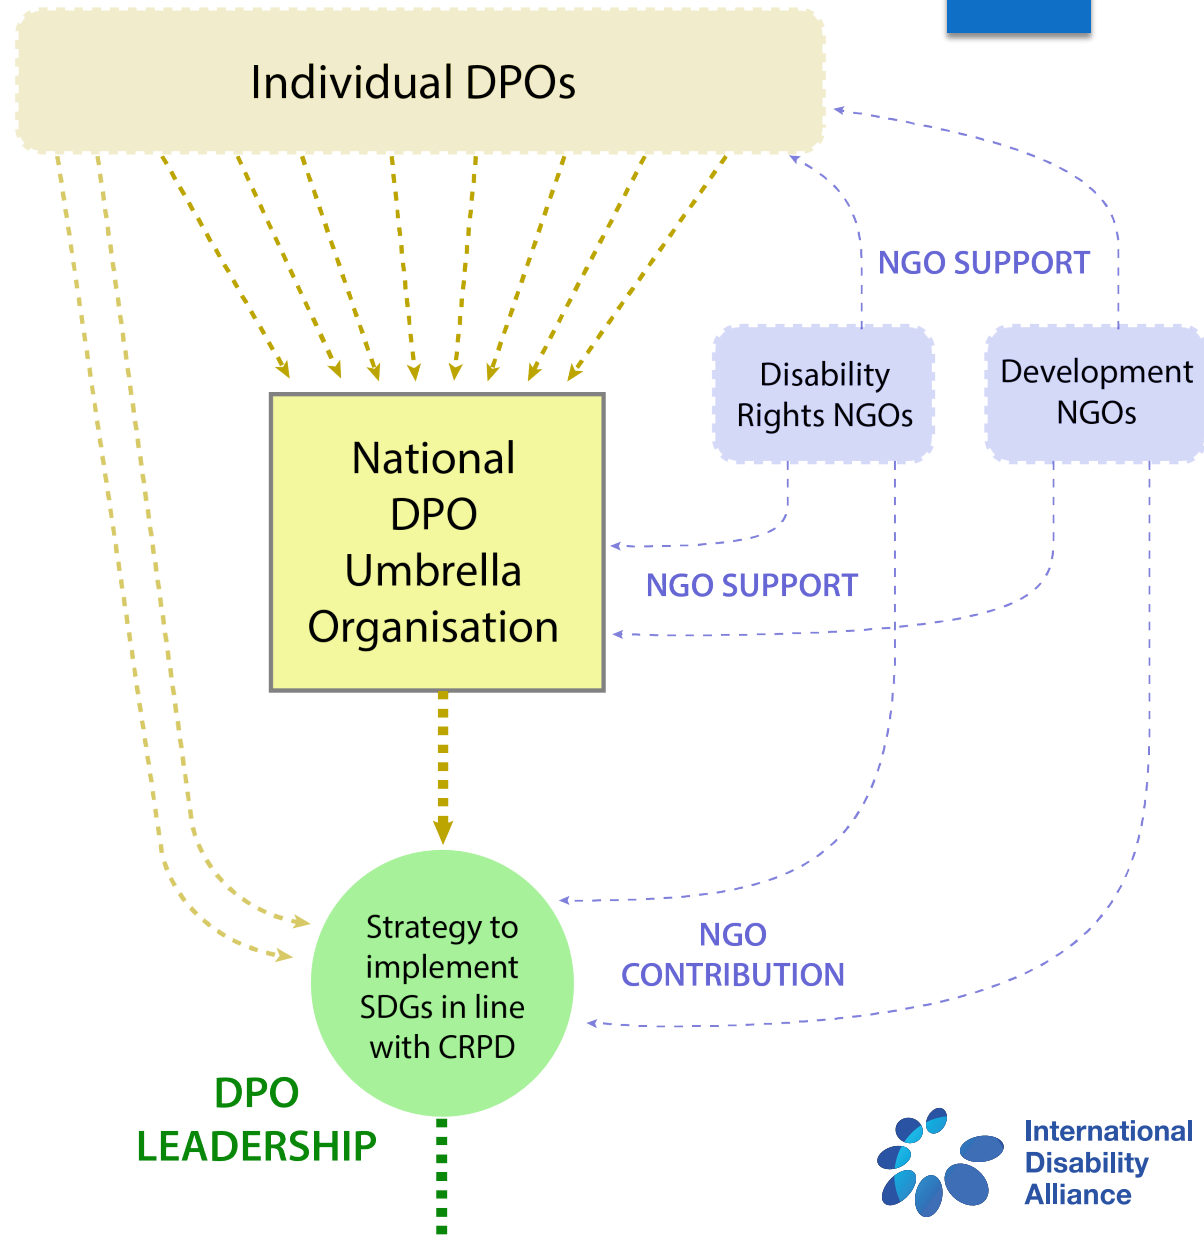 Individual DPOs
NGO SUPPORT
Disability
Rights NGOs
Development
NGOs
National
DPO
Umbrella
Organisation
NGO SUPPORT
Strategy to
implement
SDGs in line
with CRPD
NGO
CONTRIBUTION
DPO
LEADERSHIP
International
Disability
Alliance